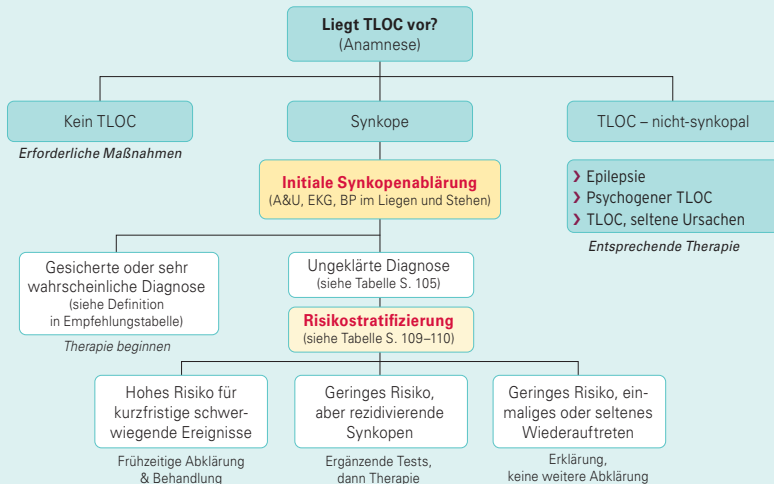 Liegt TLOC vor?
(Anamnese)
Kein TLOC
Erforderliche Maßnahmen
Synkope
TLOC – nicht-synkopal
Initiale Synkopenablärung
(A&U, EKG, BP im Liegen und Stehen)
❯ Epilepsie
❯ Psychogener TLOC
❯ TLOC, seltene Ursachen
Entsprechende Therapie
Gesicherte oder sehr
wahrscheinliche Diagnose
(siehe Definition
in Empfehlungstabelle)
Therapie beginnen
Ungeklärte Diagnose
(siehe Tabelle S. 105)
Risikostratifizierung
(siehe Tabelle S. 109–110)
Hohes Risiko für
kurzfristige schwer-
wiegende Ereignisse
Frühzeitige Abklärung
& Behandlung
Geringes Risiko,
aber rezidivierende
Synkopen
Ergänzende Tests,
dann Therapie
Geringes Risiko, ein-
maliges oder seltenes
Wiederauftreten
Erklärung,
keine weitere Abklärung